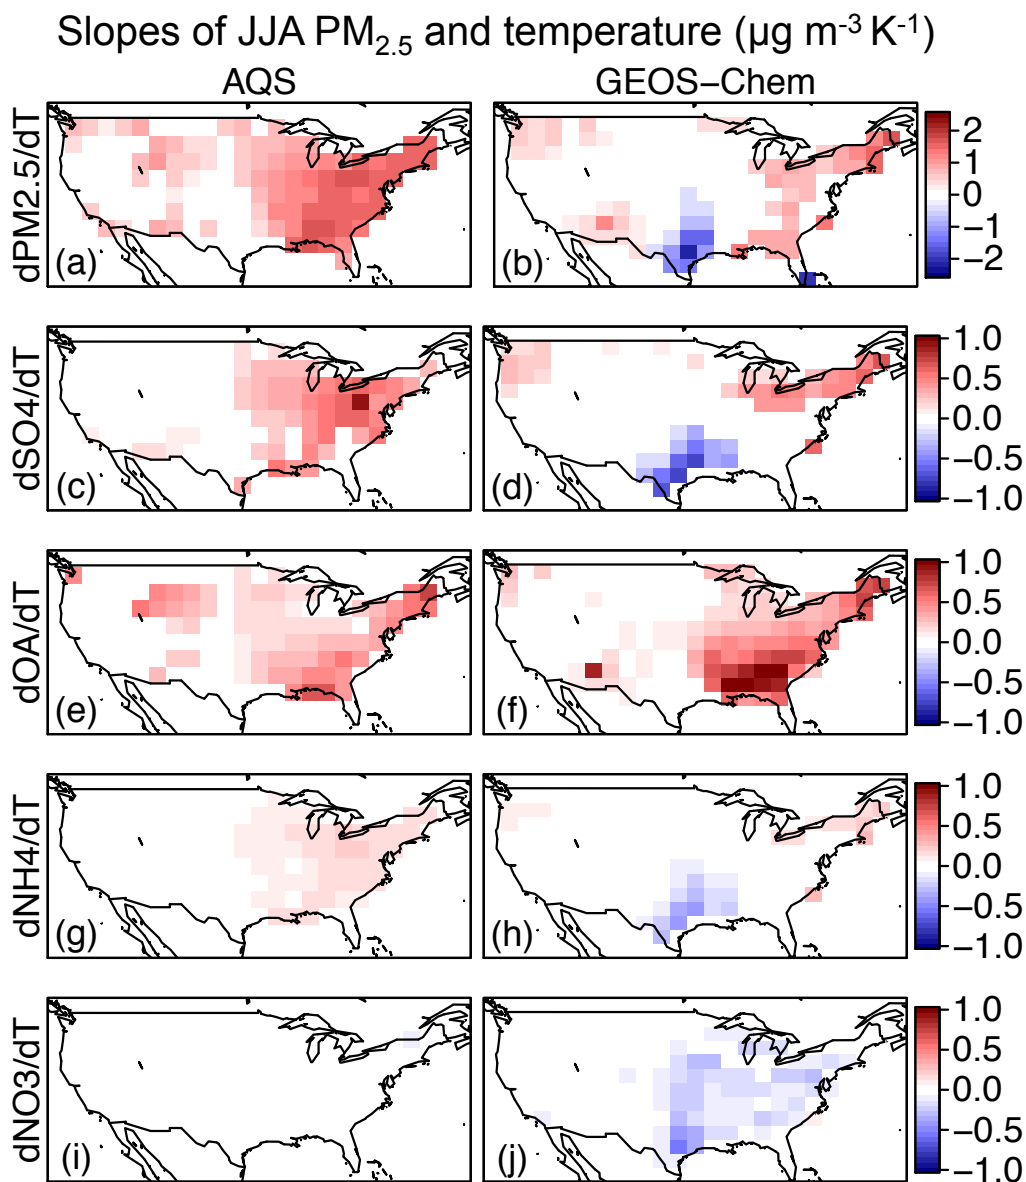 Slopes of JJA PM2.5 and temperature (µg m-3 K-1)
AQS GEOS–Chem
dPM2.5/dT
(a) (b)
2
1
0
−1
−2
dSO4/dT
(c) (d)
1.0
0.5
0.0
−0.5
−1.0
dOA/dT
(e) (f)
1.0
0.5
0.0
−0.5
−1.0
dNH4/dT
(g) (h)
1.0
0.5
0.0
−0.5
−1.0
dNO3/dT
(i) (j)
1.0
0.5
0.0
−0.5
−1.0